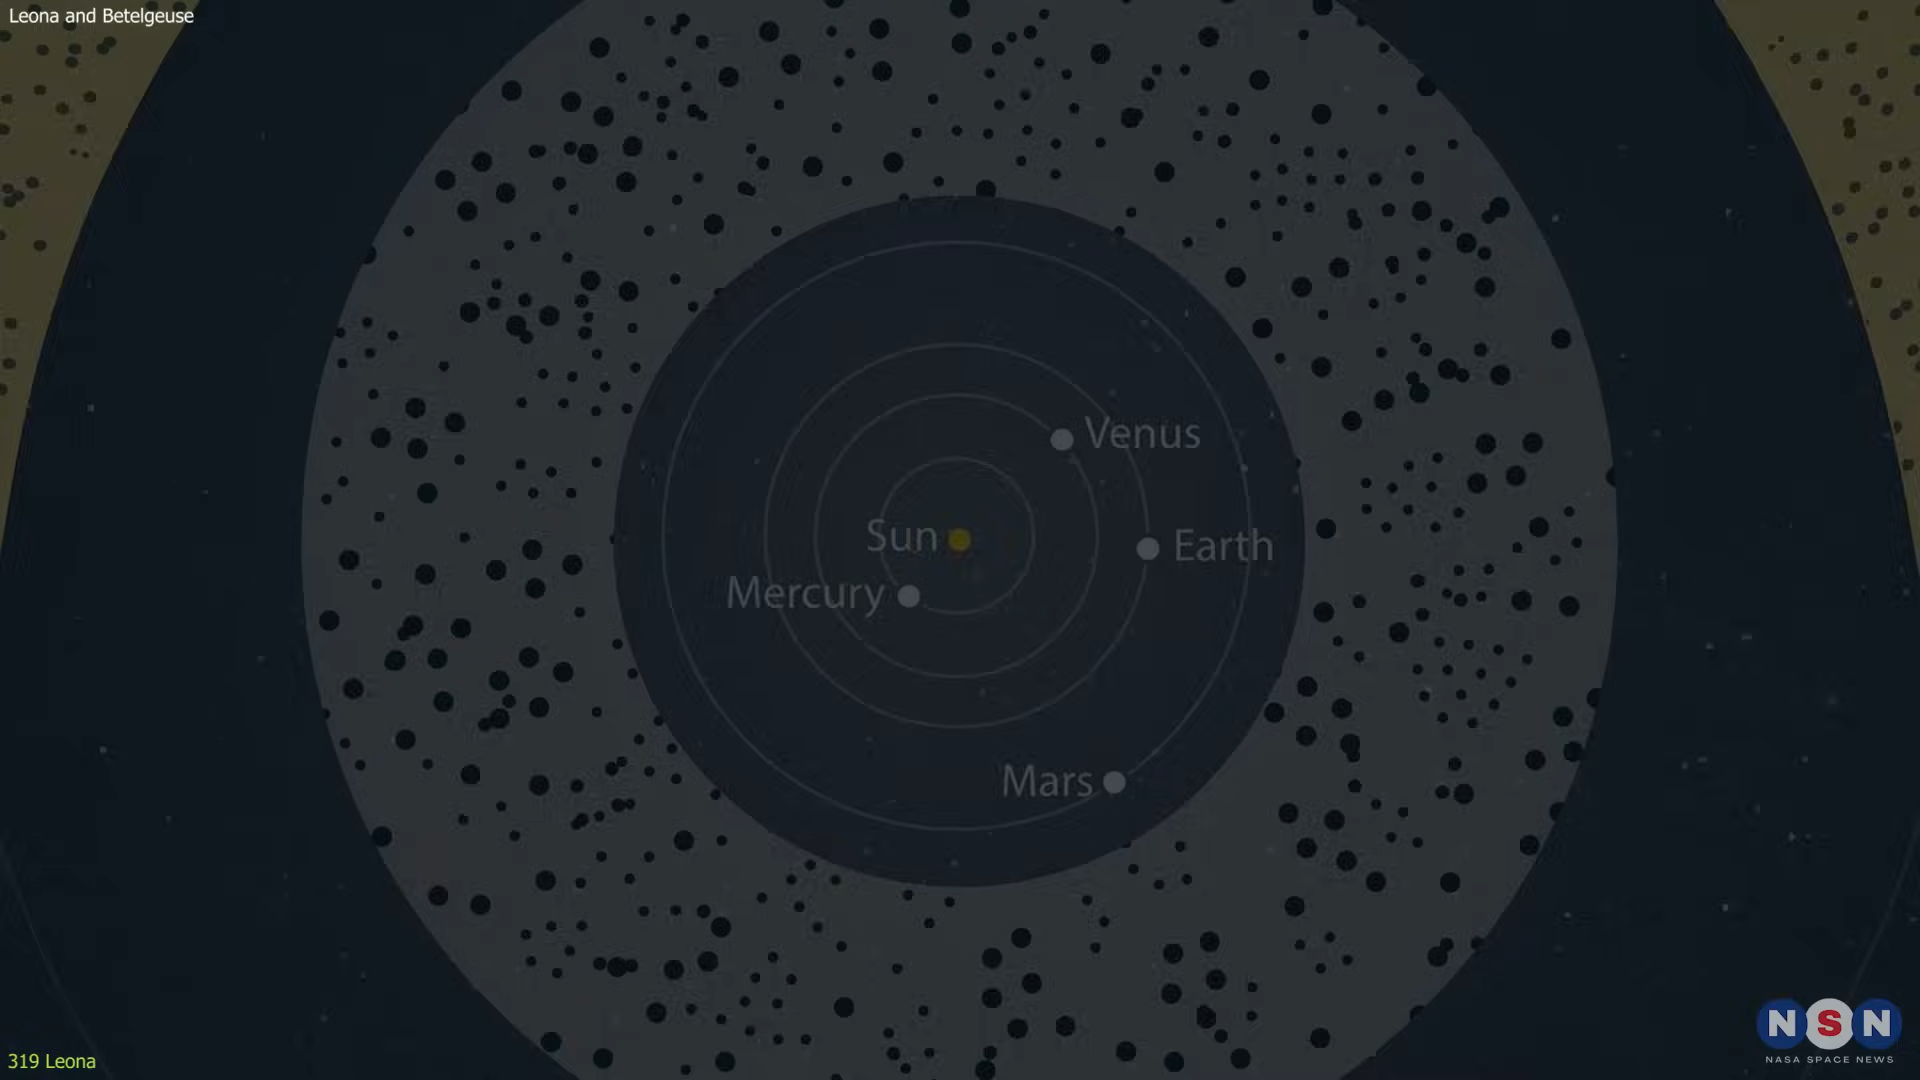 Leona and Betelgeuse
Venus
Sun
Earth
Mercury
Mars
NSN
NASA SPACE NEWS
319 Leona